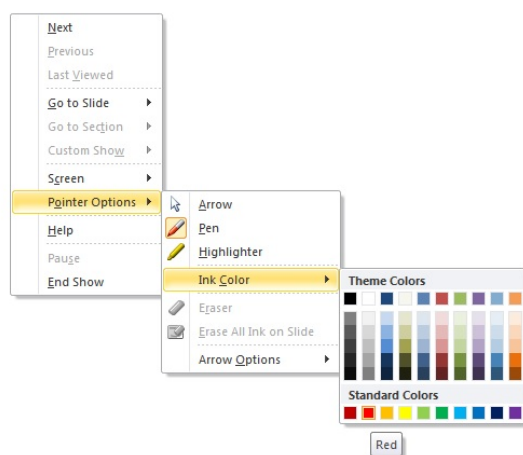 Next
Previous
Last Viewed
Go to Slide
Go to Section
Custom Show
Screen
Pointer Options
Help
Pause
End Show
Arrow
Pen
Highlighter
Ink Color
Eraser
Erase All Ink on Slide
Arrow Options
Theme Colors
Standard Colors
Red